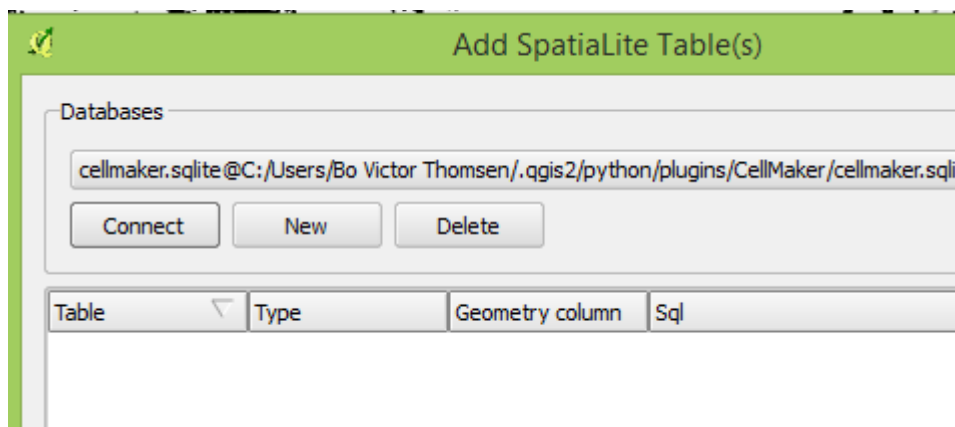 Add SpatiaLite Table(s)
Databases
cellmaker.sqlite@C:/Users/Bo Victor Thomsen/.qgis2/python/plugins/CellMaker/cellmaker.sqli
Connect New Delete
Table Type Geometry column Sql